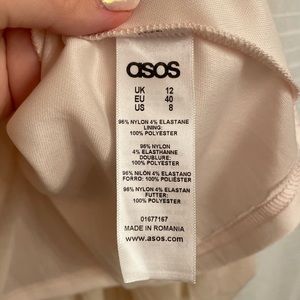 asos
UK 12
EU 40
US 8
96% NYLON 4% ELASTANE
LINING:
100% POLYESTER
96% NYLON
4% ELASTHANNE
DOUBLURE:
100% POLYESTER
96% NILÓN 4% ELASTANO
FORRO: 100% POLIÉSTER
96% NYLON 4% ELASTAN
FUTTER:
100% POLYESTER
01677167
MADE IN ROMANIA
www.asos.com